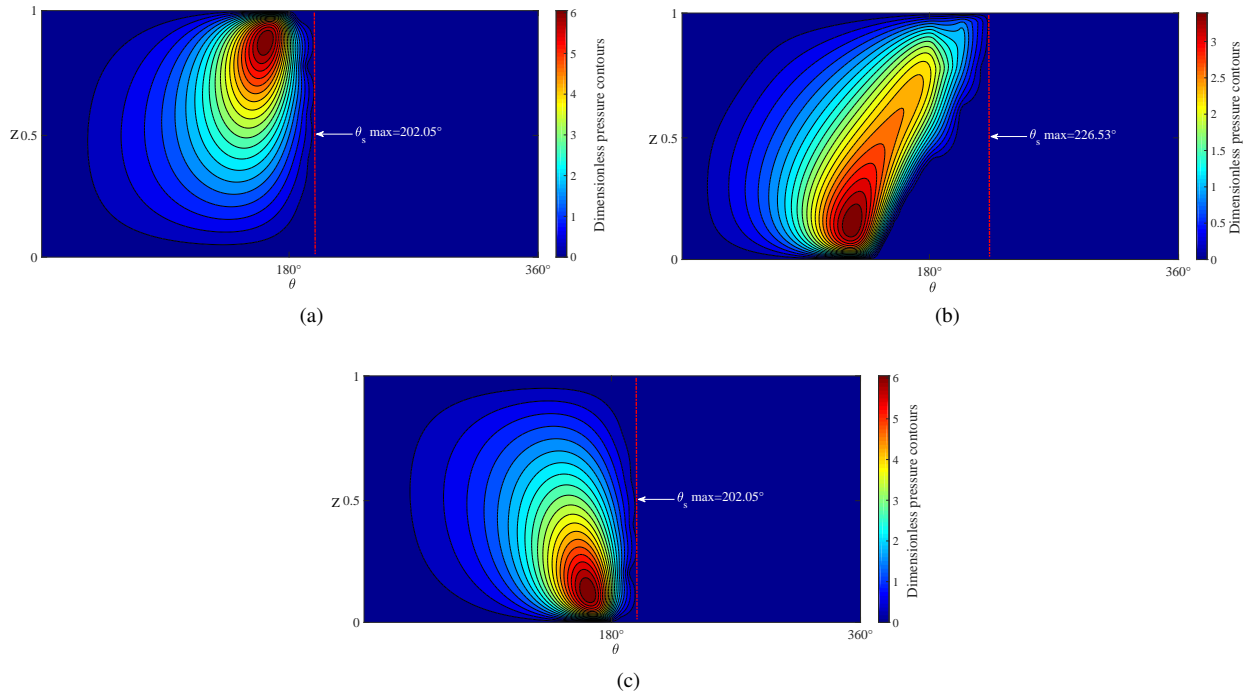 1
Z 0.5
0
180°
360°
θ
θs max=202.05°
6
5
4
3
2
1
0
Dimensionless pressure contours
(a)
1
Z 0.5
0
180°
360°
θ
θs max=226.53°
3
2.5
2
1.5
1
0.5
0
Dimensionless pressure contours
(b)
1
Z 0.5
0
180°
360°
θ
θs max=202.05°
6
5
4
3
2
1
0
Dimensionless pressure contours
(c)